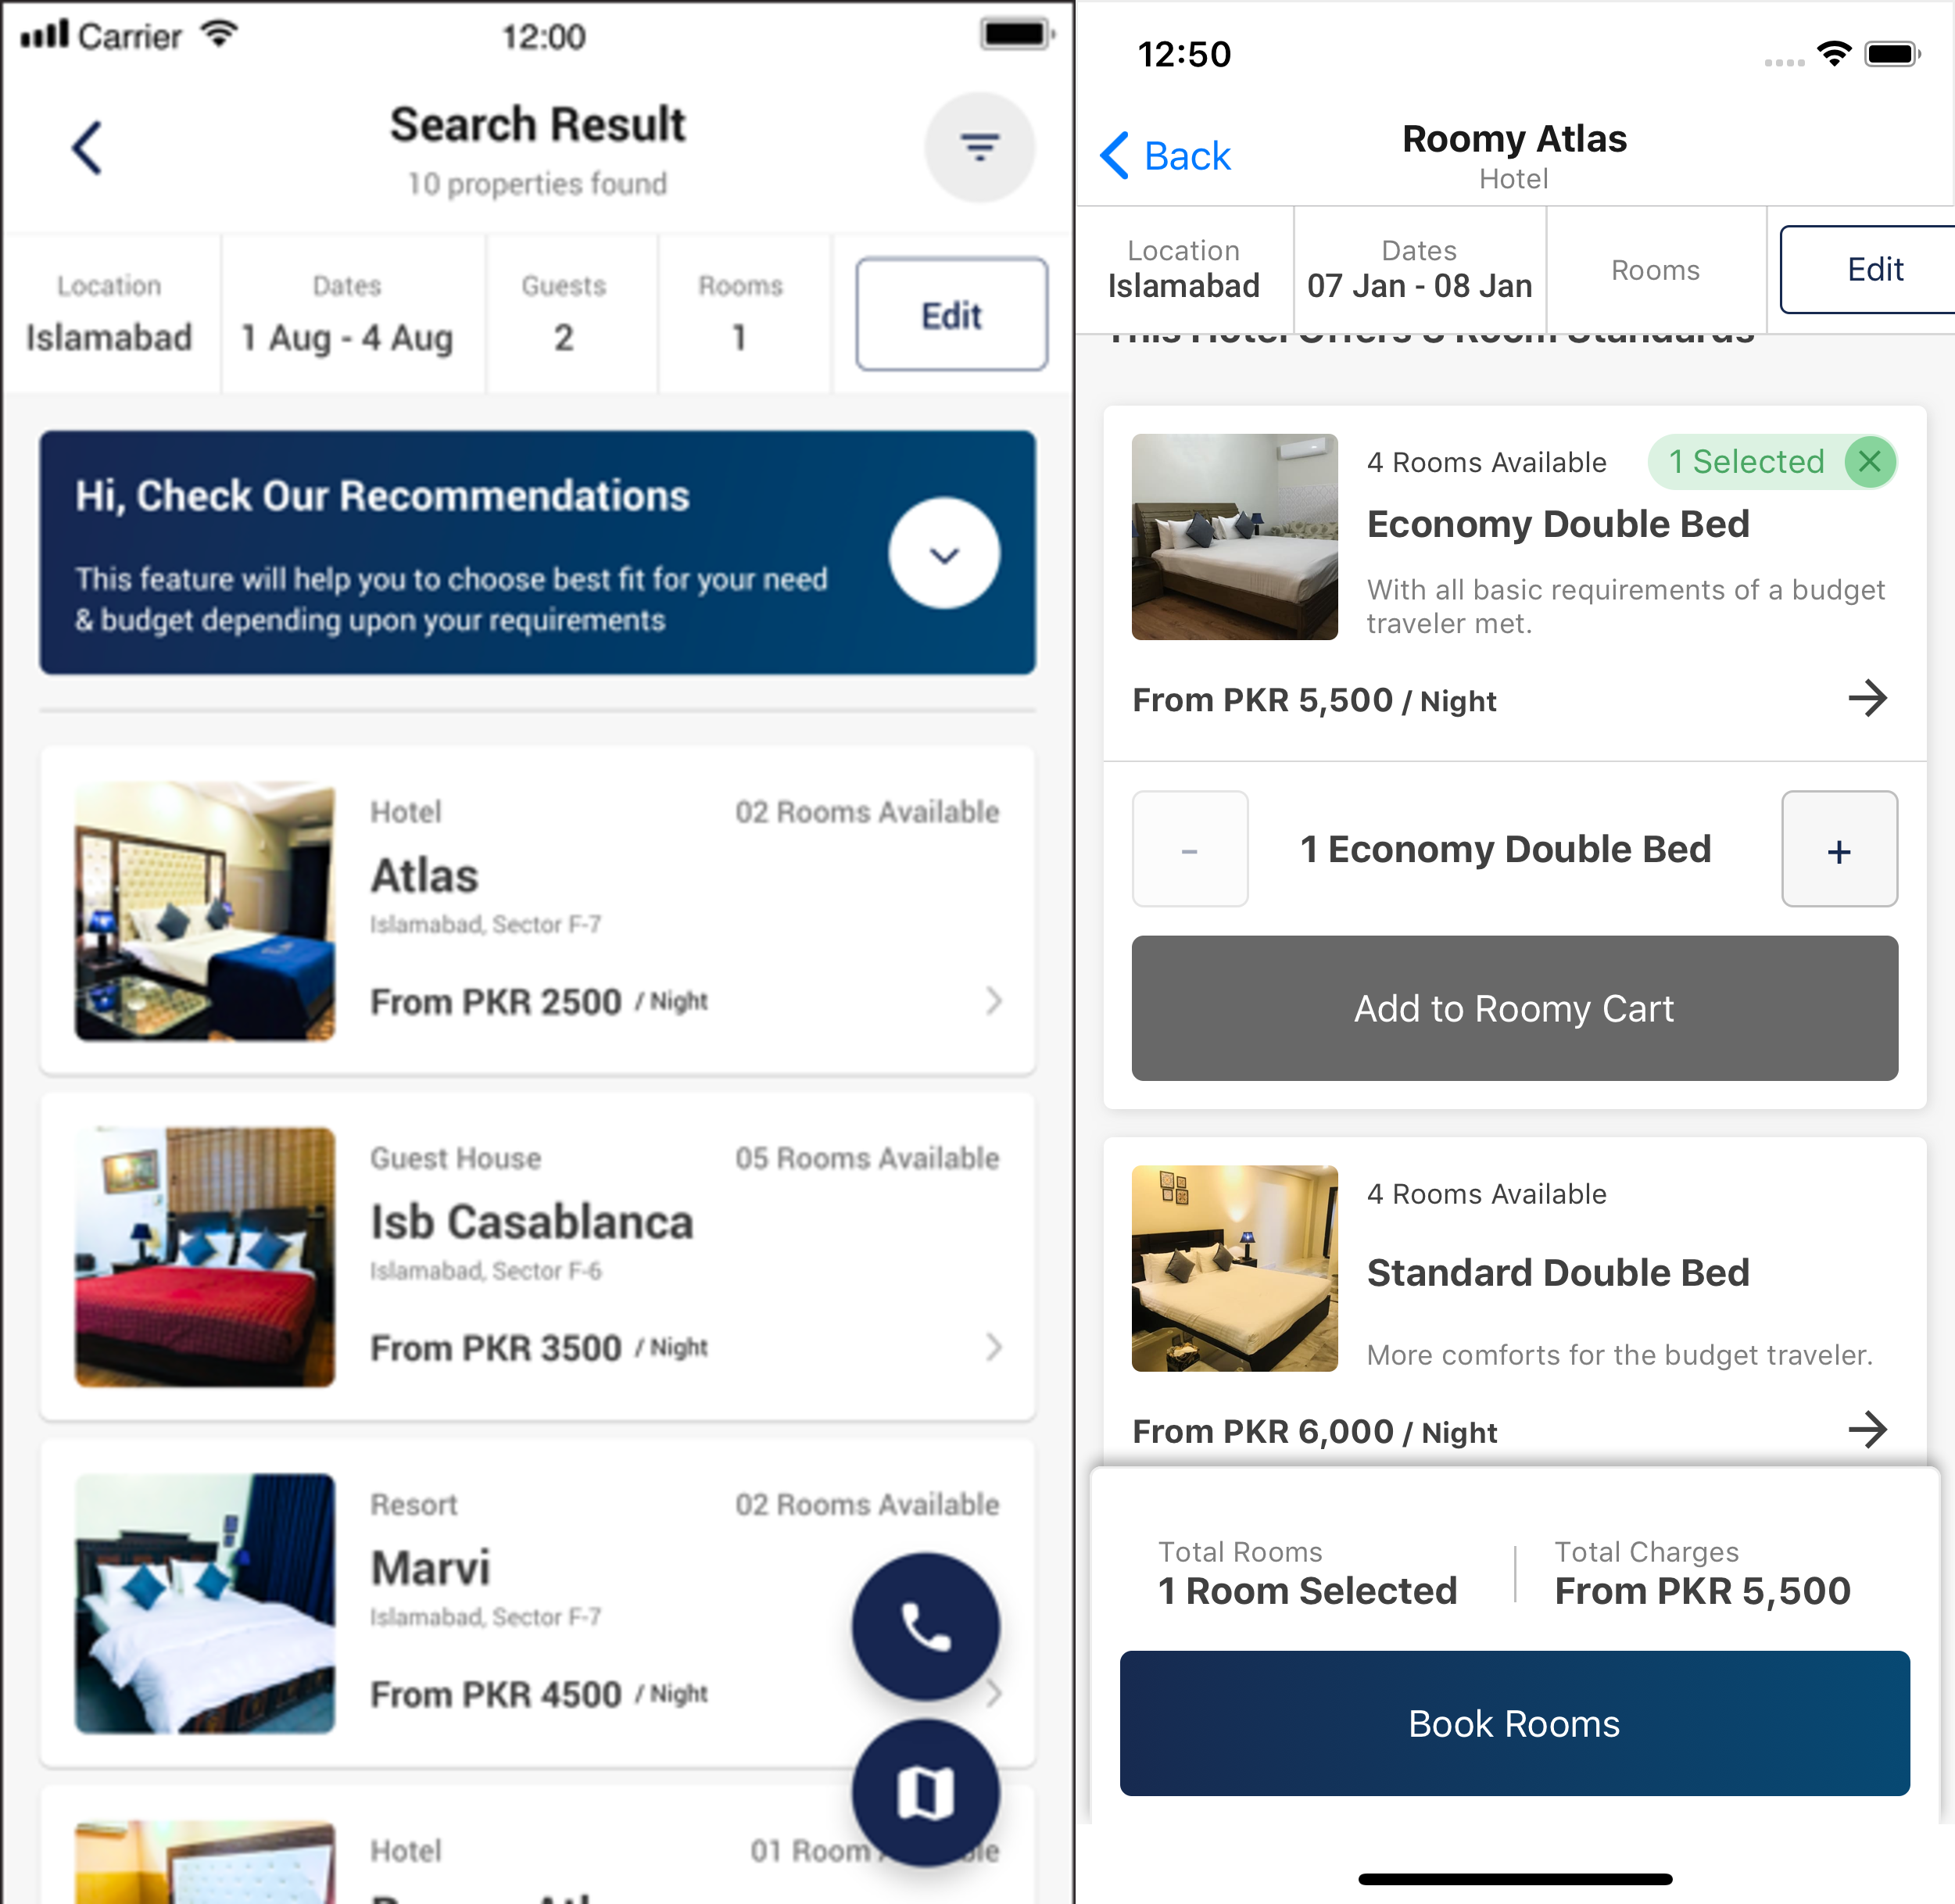 Carrier
12:00
Search Result
10 properties found
Location
Islamabad
Dates
1 Aug - 4 Aug
Guests
2
Rooms
1
Edit
Hi, Check Our Recommendations
This feature will help you to choose best fit for your need
& budget depending upon your requirements
Hotel
02 Rooms Available
Atlas
Islamabad, Sector F-7
From PKR 2500 / Night
Guest House
05 Rooms Available
Isb Casablanca
Islamabad, Sector F-6
From PKR 3500 / Night
Resort
02 Rooms Available
Marvi
Islamabad, Sector F-7
From PKR 4500 / Night
Hotel
01 Room
12:50
Back
Roomy Atlas
Hotel
Location
Islamabad
Dates
07 Jan - 08 Jan
Rooms
Edit
This Hotel Offers Room Standards
4 Rooms Available
1 Selected
Economy Double Bed
With all basic requirements of a budget
traveler met.
From PKR 5,500 / Night
-
1 Economy Double Bed
+
Add to Roomy Cart
4 Rooms Available
Standard Double Bed
More comforts for the budget traveler.
From PKR 6,000 / Night
Total Rooms
1 Room Selected
Total Charges
From PKR 5,500
Book Rooms